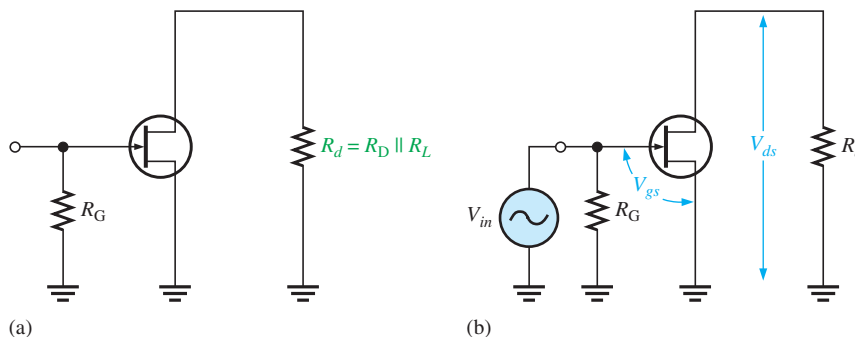 R_d = R_D || R_L
R_G
(a)
V_in
R_G
V_gs
V_ds
(b)